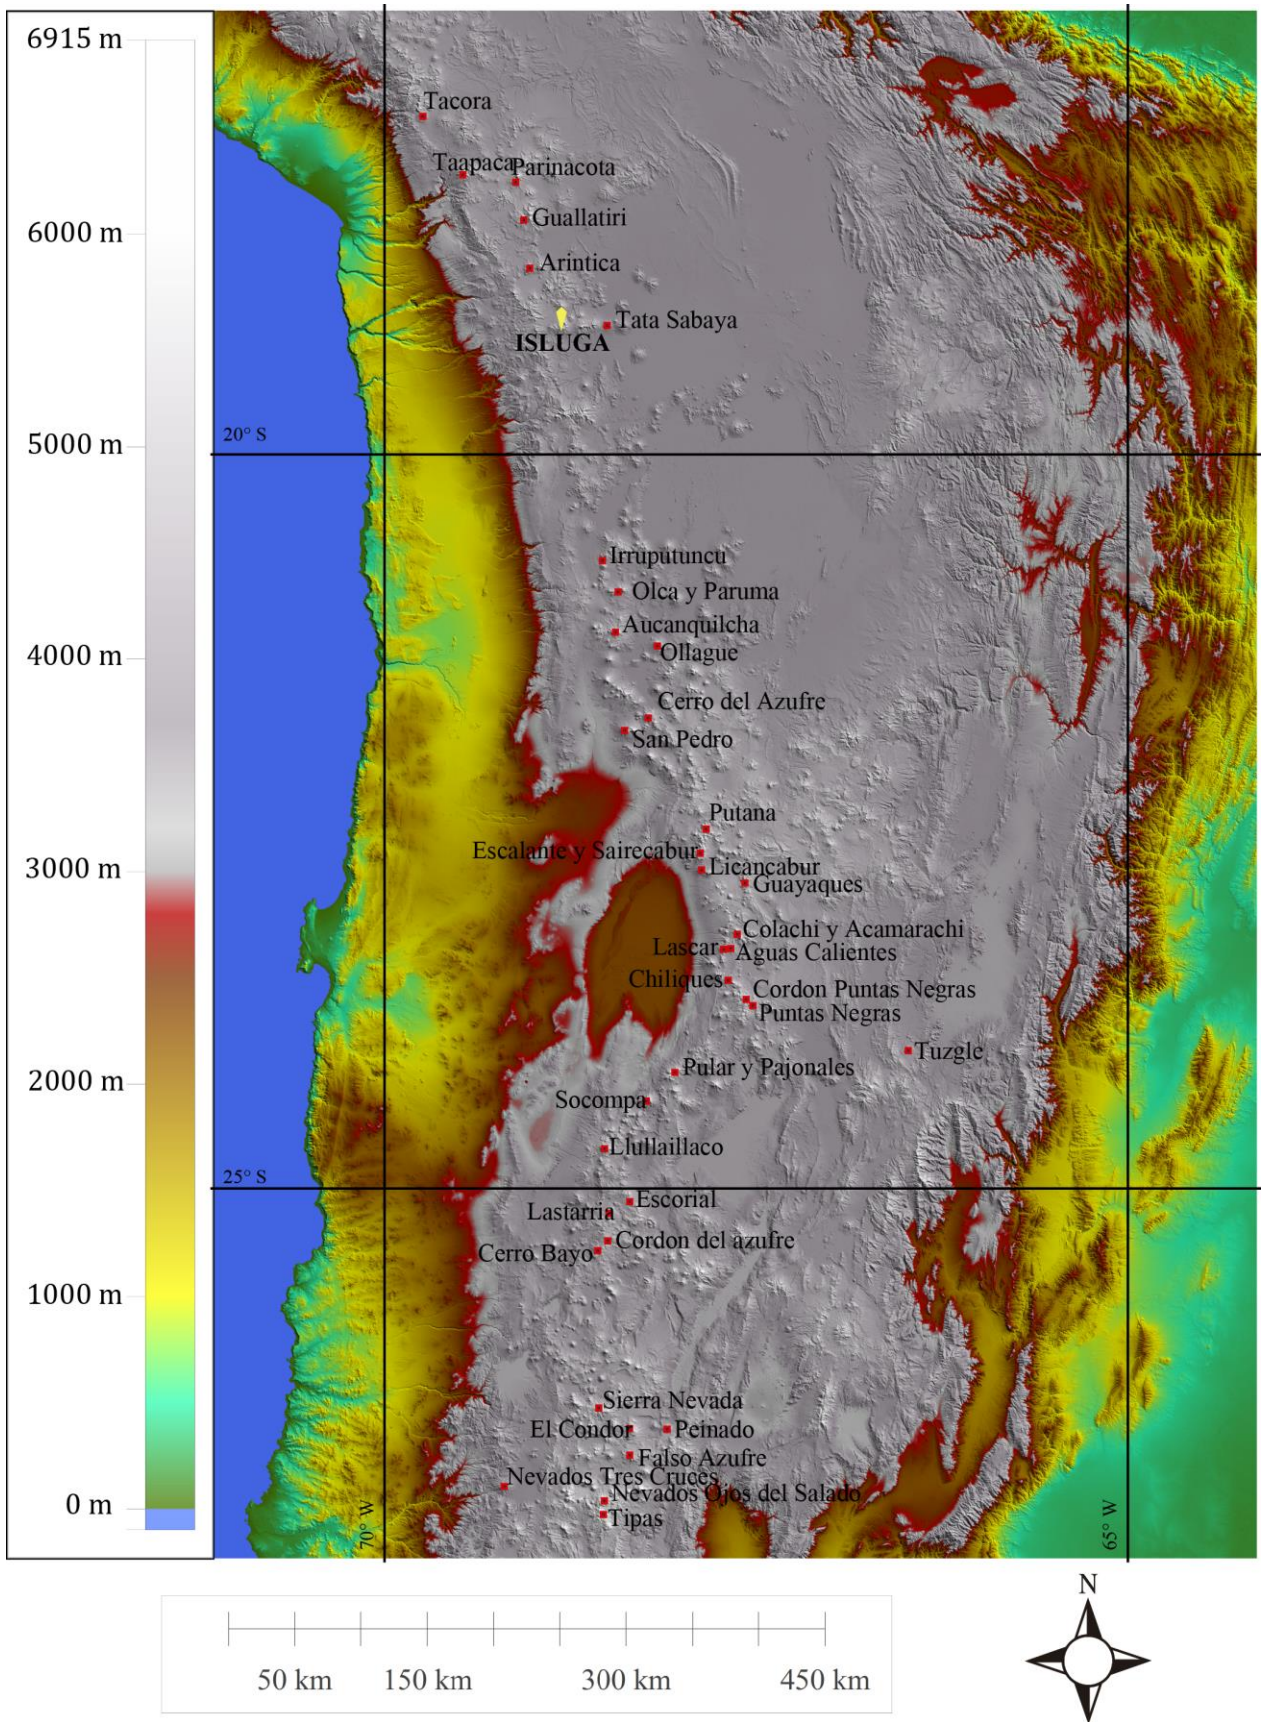 6915 m
6000 m
5000 m
4000 m
3000 m
2000 m
1000 m
0 m
Tacora
Taapaca
Parinacota
Guallatiri
Arintica
Tata Sabaya
ISLUGA
20° S
Irruputuncu
Olca y Paruma
Aucanquilcha
Ollague
Cerro del Azufre
San Pedro
Putana
Escalante y Sairecabur
Licancabur
Guayaques
Colachi y Acamarachi
Lascar
Aguas Calientes
Chiliques
Cordon Puntas Negras
Puntas Negras
Tuzgle
Pular y Pajonales
Socompa
Llullaillaco
25° S
Escorial
Lastarria
Cordon del azufre
Cerro Bayo
Sierra Nevada
El Condor
Peinado
Falso Azufre
Nevados Tres Cruces
Nevados Ojos del Salado
Tipas
70° W
65° W
50 km
150 km
300 km
450 km
N